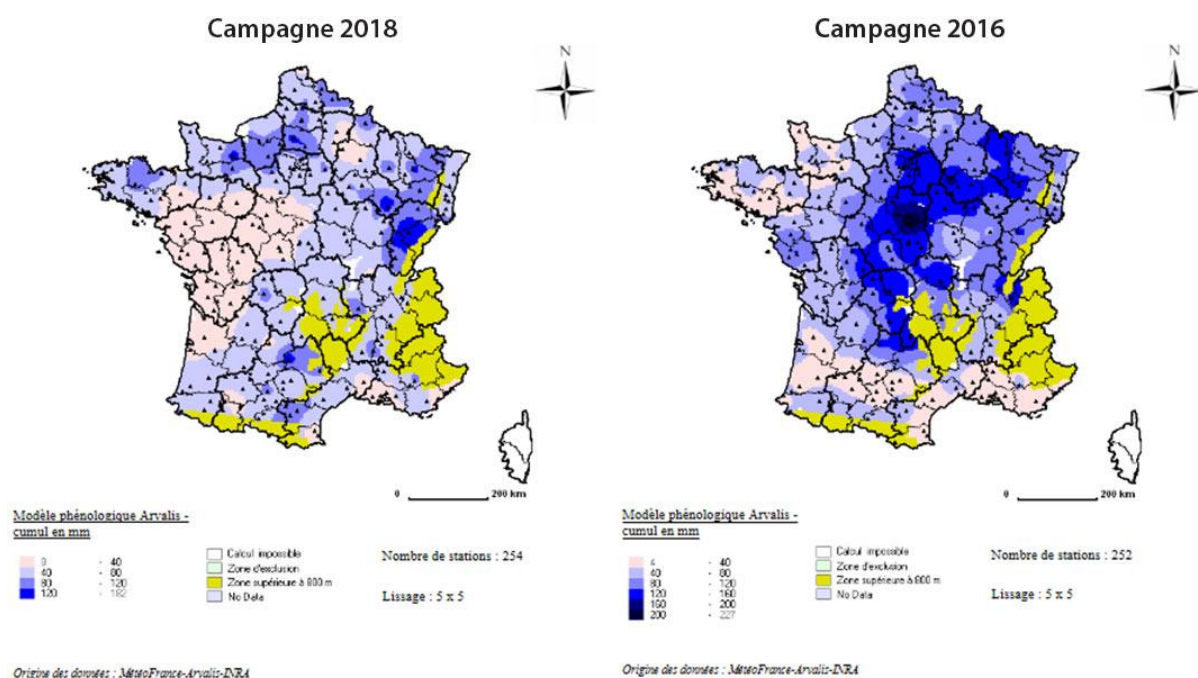 Campagne 2018
N
0 200 km
Modèle phénologique Arvalis -
cumul en mm
0 - 40
40 - 80
80 - 120
120 - 182
Calcul impossible
Zone d'exclusion
Zone supérieure à 800 m
No Data
Nombre de stations : 254
Lissage : 5 x 5
Origine des données : MétéoFrance-Arvalis-INRA
Campagne 2016
N
0 200 km
Modèle phénologique Arvalis -
cumul en mm
4 - 40
40 - 80
80 - 120
120 - 160
160 - 200
200 - 227
Calcul impossible
Zone d'exclusion
Zone supérieure à 800 m
No Data
Nombre de stations : 252
Lissage : 5 x 5
Origine des données : MétéoFrance-Arvalis-INRA